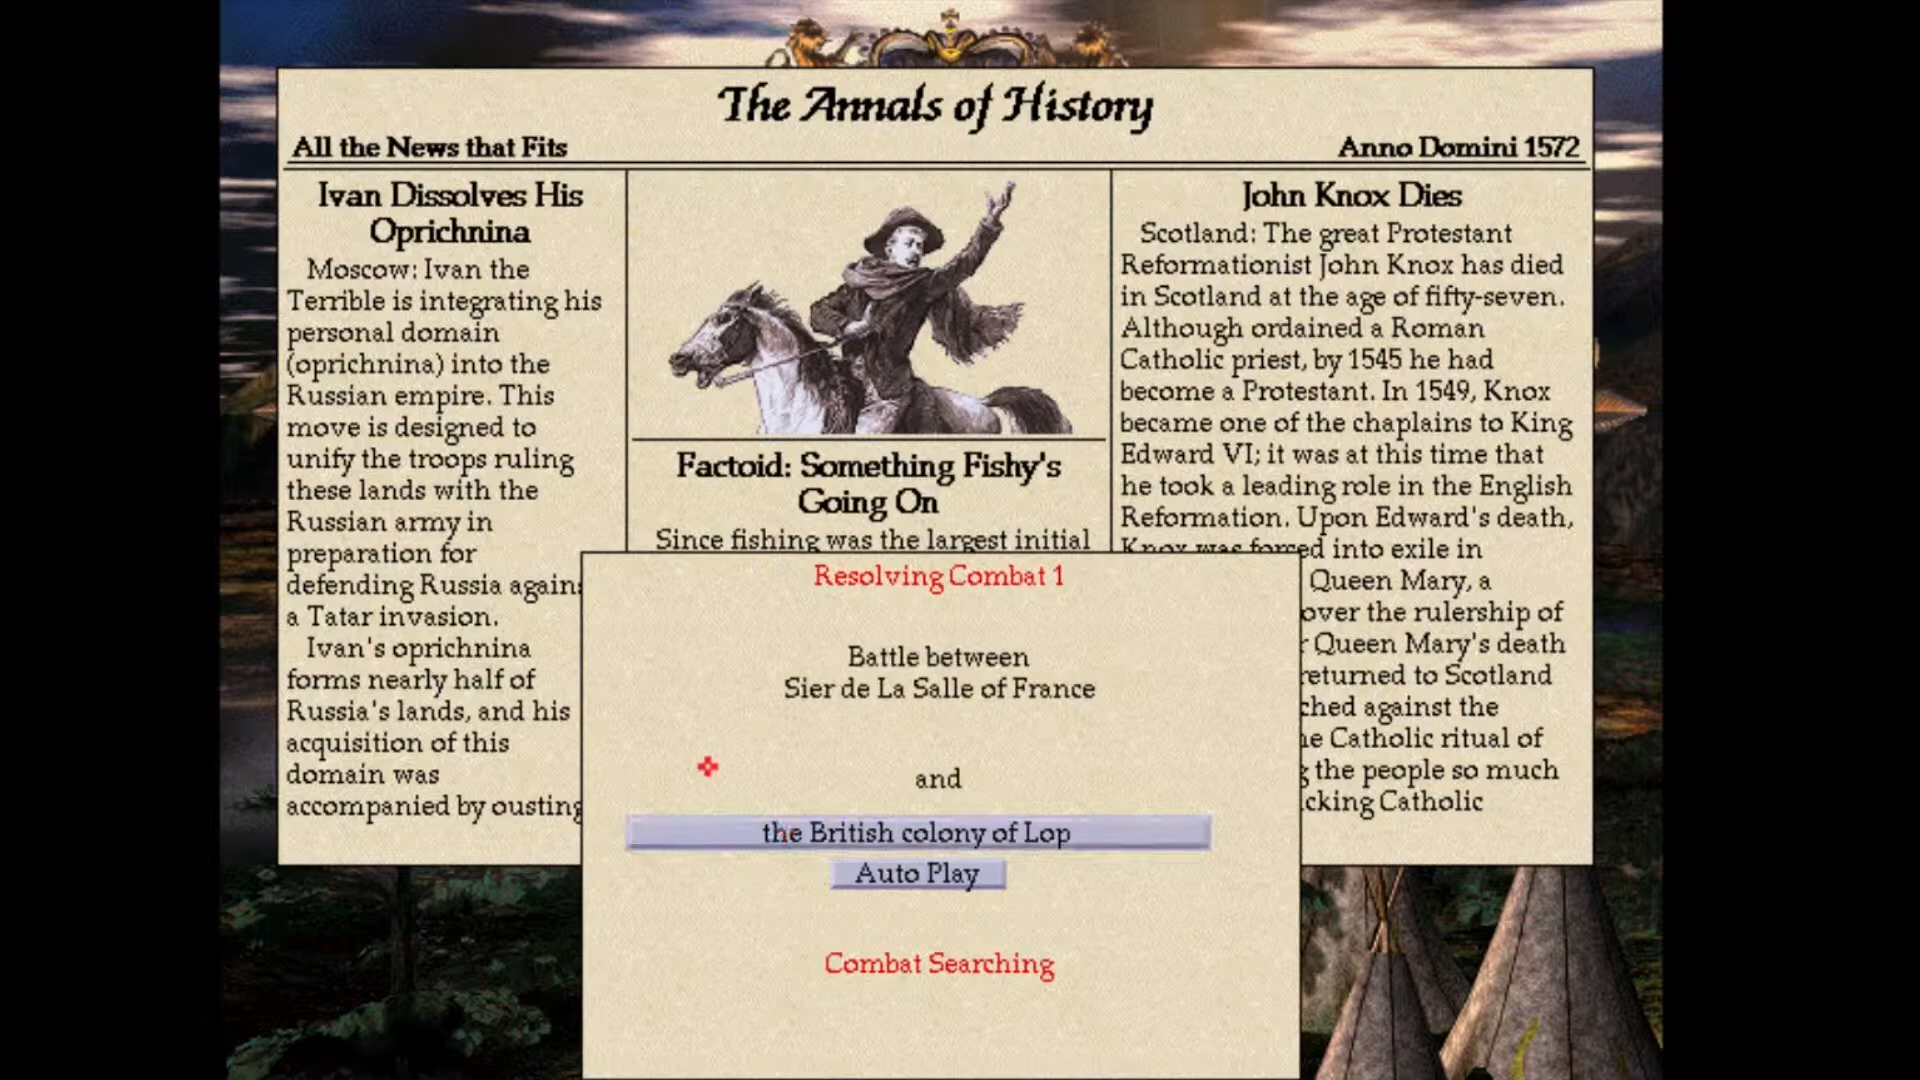 The Annals of History
All the News that Fits
Anno Domini 1572
Ivan Dissolves His
Oprichnina
Moscow: Ivan the
Terrible is integrating his
personal domain
(oprichnina) into the
Russian empire. This
move is designed to
unify the troops ruling
these lands with the
Russian army in
preparation for
defending Russia
a Tatar invasion.
Ivan's oprichnina
forms nearly half of
Russia's lands, and his
acquisition of this
domain was
accompanied by ousting
Factoid: Something Fishy's
Going On
Since fishing was the largest initial
John Knox Dies
Scotland: The great Protestant
Reformationist John Knox has died
in Scotland at the age of fifty-seven.
Although ordained a Roman
Catholic priest, by 1545 he had
become a Protestant. In 1549, Knox
became one of the chaplains to King
Edward VI; it was at this time that
he took a leading role in the English
Reformation. Upon Edward's death,
Knox was forced into exile in
Queen Mary, a
over the rulership of
Queen Mary's death
returned to Scotland
against the
Catholic ritual of
the people so much
Catholic
Resolving Combat 1
Battle between
Sier de La Salle of France
and
the British colony of Lop
Auto Play
Combat Searching